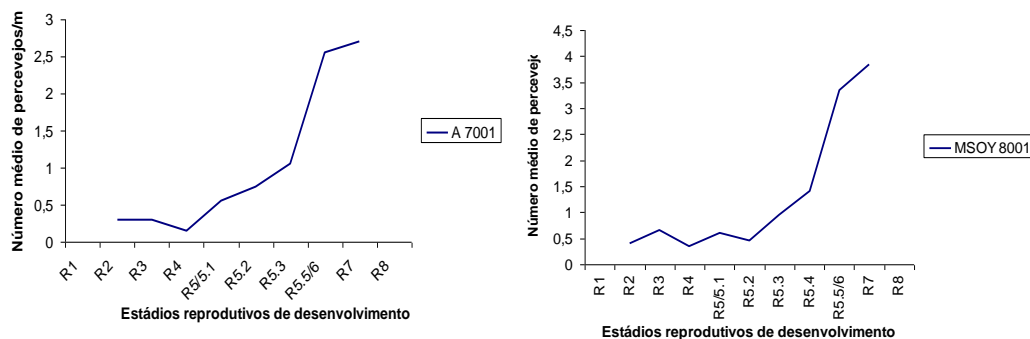 Número médio de percevejos/m
3
2,5
2
1,5
1
0,5
0
R1
R2
R3
R4
R5/5.1
R5.2
R5.3
R5.5/6
R7
R8
Estádios reprodutivos de desenvolvimento
A 7001
Número médio de percevejo
4,5
4
3,5
3
2,5
2
1,5
1
0,5
0
R1
R2
R3
R4
R5/5.1
R5.2
R5.3
R5.4
R5.5/6
R7
R8
Estádios reprodutivos de desenvolvimento
MSOY 8001